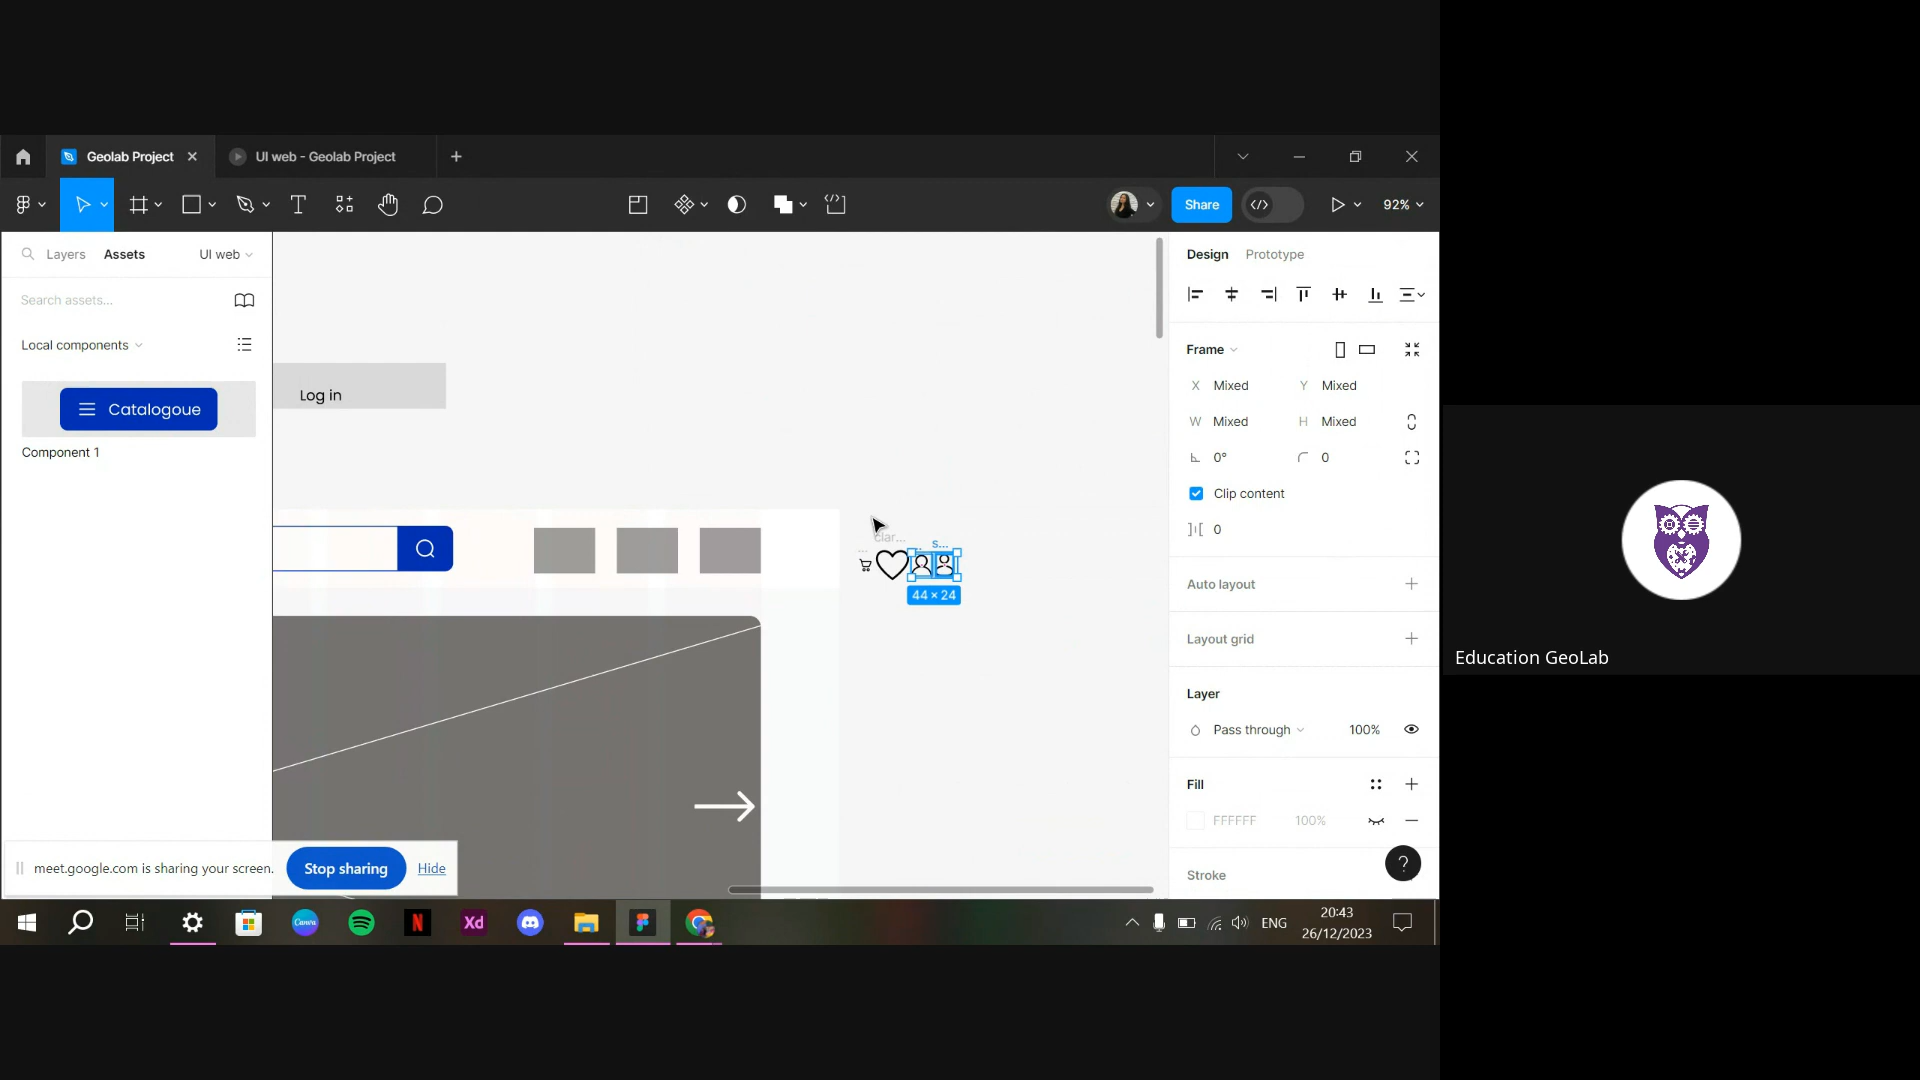 Geolab Project
UI web - Geolab Project
Share
92%
Layers
Assets
UI web
Search assets...
Local components
Catalogoue
Component 1
Log in
clar...
...
s...
44 × 24
Design
Prototype
Frame
X Mixed
Y Mixed
W Mixed
H Mixed
0°
0
Clip content
0
Auto layout
Layout grid
Layer
Pass through
100%
Fill
FFFFFF
100%
Stroke
?
meet.google.com is sharing your screen.
Stop sharing
Hide
Canva
N
Xd
ENG
20:43
26/12/2023
Education GeoLab